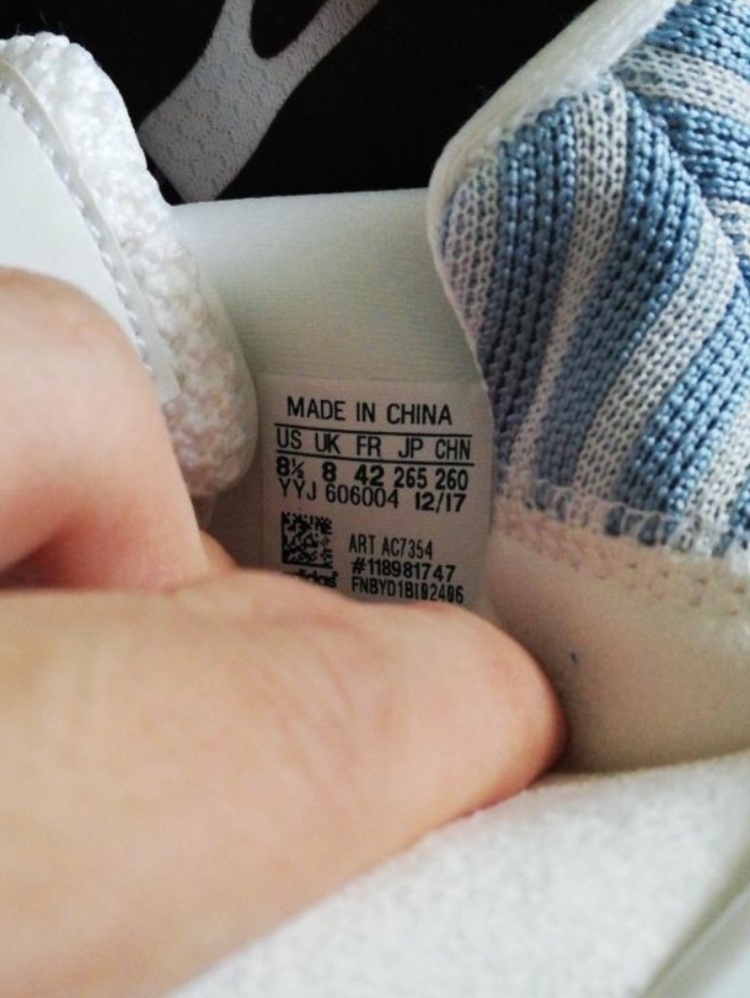 MADE IN CHINA
US UK FR JP CHN
8½ 8 42 265 260
YYJ 606004 12/17
ART AC7354
#118981747
adidas